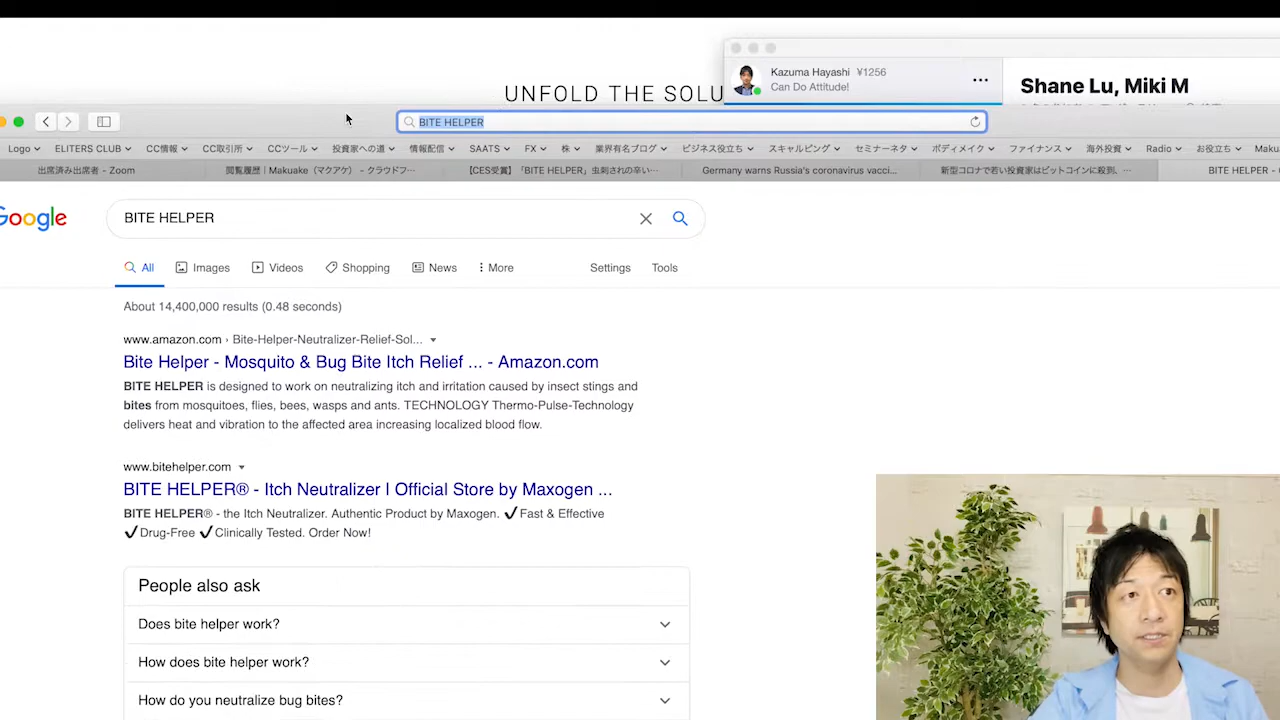 UNFOLD THE SOLU
Kazuma Hayashi ¥1256
Can Do Attitude!
Shane Lu, Miki M
BITE HELPER
Logo ELITERS CLUB CC情報 CC取引所 CCツール 投資家への道 情報配信 SAATS FX 株 業界有名ブログ ビジネス役立ち スキャルピング セミナーネタ ボディメイク ファイナンス 海外投資 Radio お役立ち Maku
出席済み出席者 - Zoom 閲覧履歴 | Makuake（マクアケ） - クラウドフ… 【CES受賞】「BITE HELPER」虫刺されの辛い… Germany warns Russia's coronavirus vacci... 新型コロナで若い投資家はビットコインに殺到、… BITE HELPER -
Google
BITE HELPER
All Images Videos Shopping News More Settings Tools
About 14,400,000 results (0.48 seconds)
www.amazon.com › Bite-Helper-Neutralizer-Relief-Sol...
Bite Helper - Mosquito & Bug Bite Itch Relief ... - Amazon.com
BITE HELPER is designed to work on neutralizing itch and irritation caused by insect stings and
bites from mosquitoes, flies, bees, wasps and ants. TECHNOLOGY Thermo-Pulse-Technology
delivers heat and vibration to the affected area increasing localized blood flow.
www.bitehelper.com
BITE HELPER® - Itch Neutralizer | Official Store by Maxogen ...
BITE HELPER® - the Itch Neutralizer. Authentic Product by Maxogen. ✔Fast & Effective
✔Drug-Free ✔Clinically Tested. Order Now!
People also ask
Does bite helper work?
How does bite helper work?
How do you neutralize bug bites?